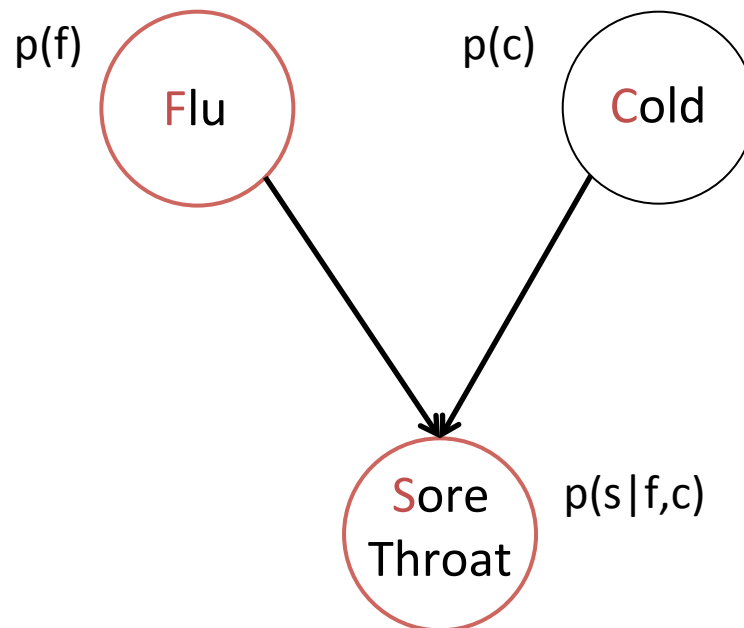 p(f)
Flu
p(c)
Cold
Sore
Throat
p(s|f,c)